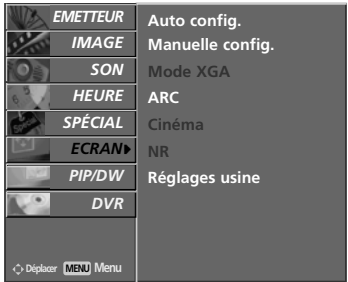 EMETTEUR
IMAGE
SON
HEURE
SPÉCIAL
ECRAN
PIP/DW
DVR
Auto config.
Manuelle config.
Mode XGA
ARC
Cinéma
NR
Réglages usine
Déplacer MENU Menu